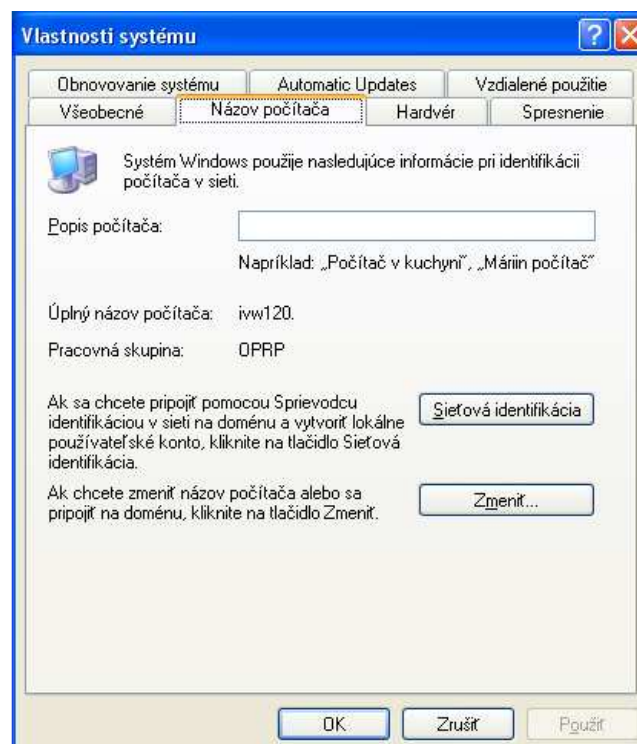 Vlastnosti systému
Obnovovanie systému Automatic Updates Vzdialené použitie
Všeobecné Názov počítača Hardvér Spresnenie
Systém Windows použije nasledujúce informácie pri identifikácii
počítača v sieti.
Popis počítača:
Napríklad: „Počítač v kuchyni", „Máriin počítač"
Úplný názov počítača: ivw120.
Pracovná skupina: OPRP
Ak sa chcete pripojiť pomocou Sprievodcu
identifikáciou v sieti na doménu a vytvoriť lokálne
používateľské konto, kliknite na tlačidlo Sieťová
identifikácia.
Sieťová identifikácia
Ak chcete zmeniť názov počítača alebo sa
pripojiť na doménu, kliknite na tlačidlo Zmeniť.
Zmeniť...
OK Zrušiť Použiť